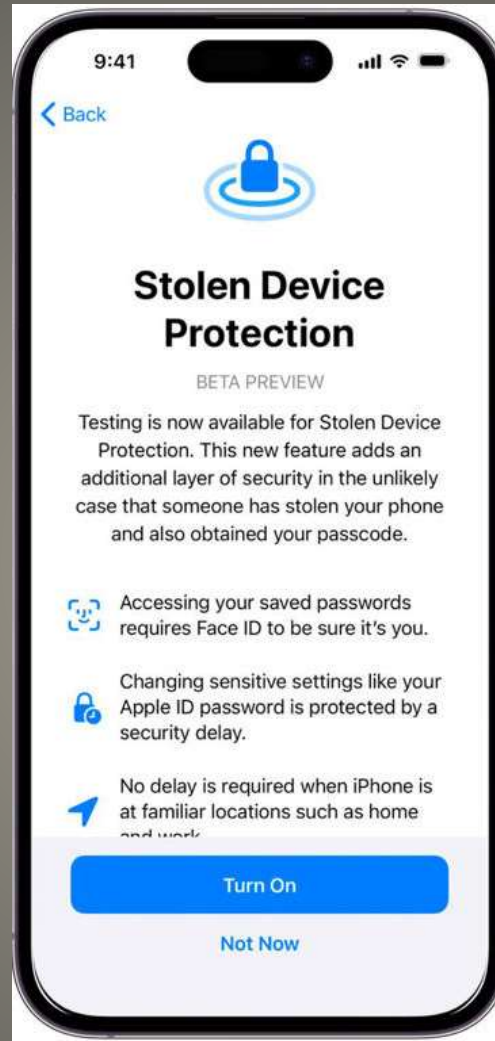 9:41
Back
Stolen Device
Protection
BETA PREVIEW
Testing is now available for Stolen Device
Protection. This new feature adds an
additional layer of security in the unlikely
case that someone has stolen your phone
and also obtained your passcode.
Accessing your saved passwords
requires Face ID to be sure it's you.
Changing sensitive settings like your
Apple ID password is protected by a
security delay.
No delay is required when iPhone is
at familiar locations such as home
and work
Turn On
Not Now